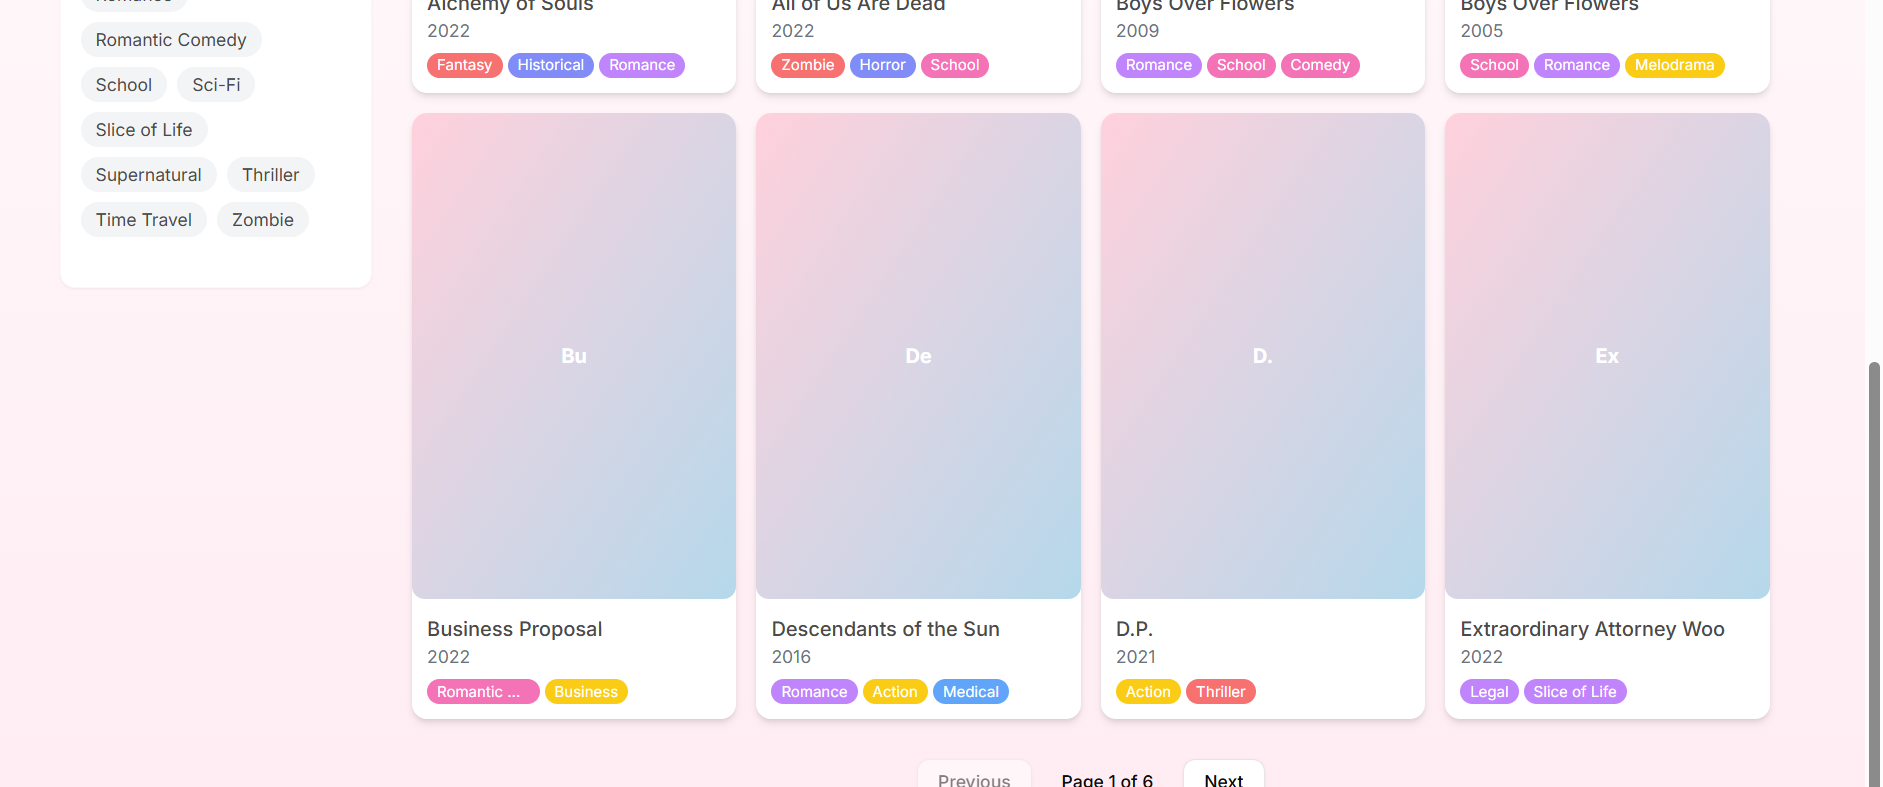 Romance
Romantic Comedy
School
Sci-Fi
Slice of Life
Supernatural
Thriller
Time Travel
Zombie
Alchemy of Souls
2022
Fantasy Historical Romance
All of Us Are Dead
2022
Zombie Horror School
Boys Over Flowers
2009
Romance School Comedy
Boys Over Flowers
2005
School Romance Melodrama
Bu
Business Proposal
2022
Romantic ... Business
De
Descendants of the Sun
2016
Romance Action Medical
D.
D.P.
2021
Action Thriller
Ex
Extraordinary Attorney Woo
2022
Legal Slice of Life
Previous
Page 1 of 6
Next